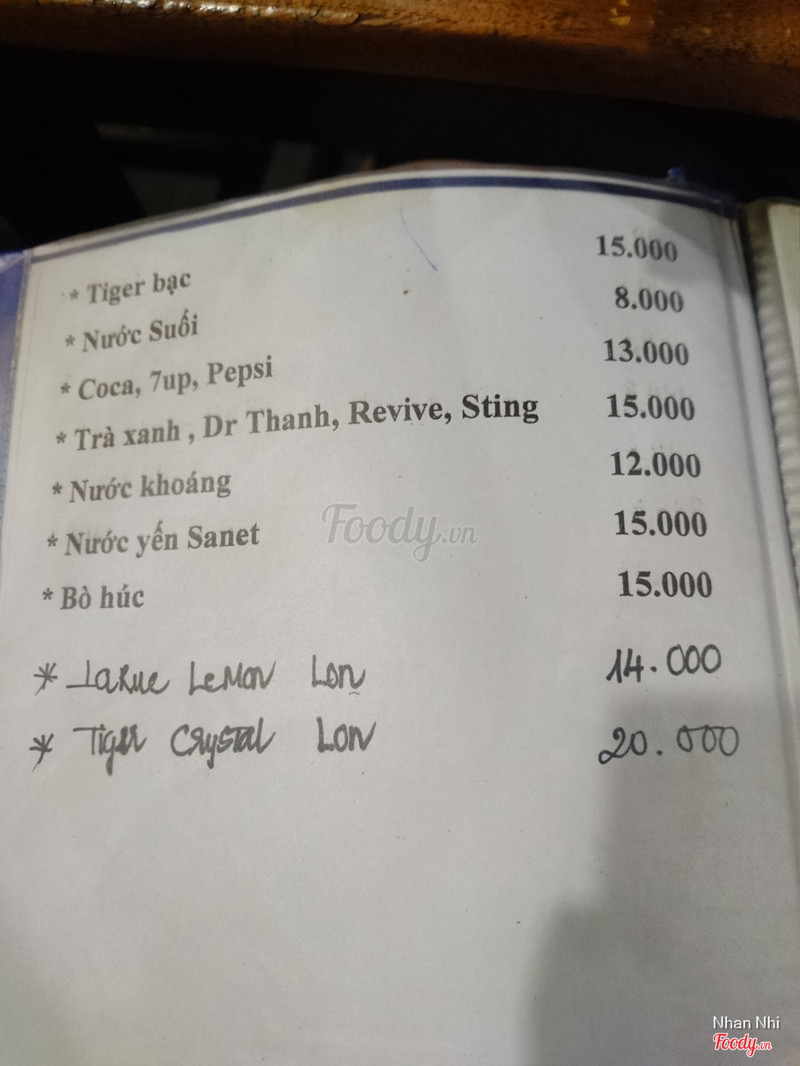 * Tiger bạc 15.000
* Nước Suối 8.000
* Coca, 7up, Pepsi 13.000
* Trà xanh , Dr Thanh, Revive, Sting 15.000
* Nước khoáng 12.000
* Nước yến Sanet 15.000
* Bò húc 15.000
* LaRue LeMon Lon 14.000
* Tiger Crystal Lon 20.000
Foody.vn
Nhan Nhi
Foody.vn